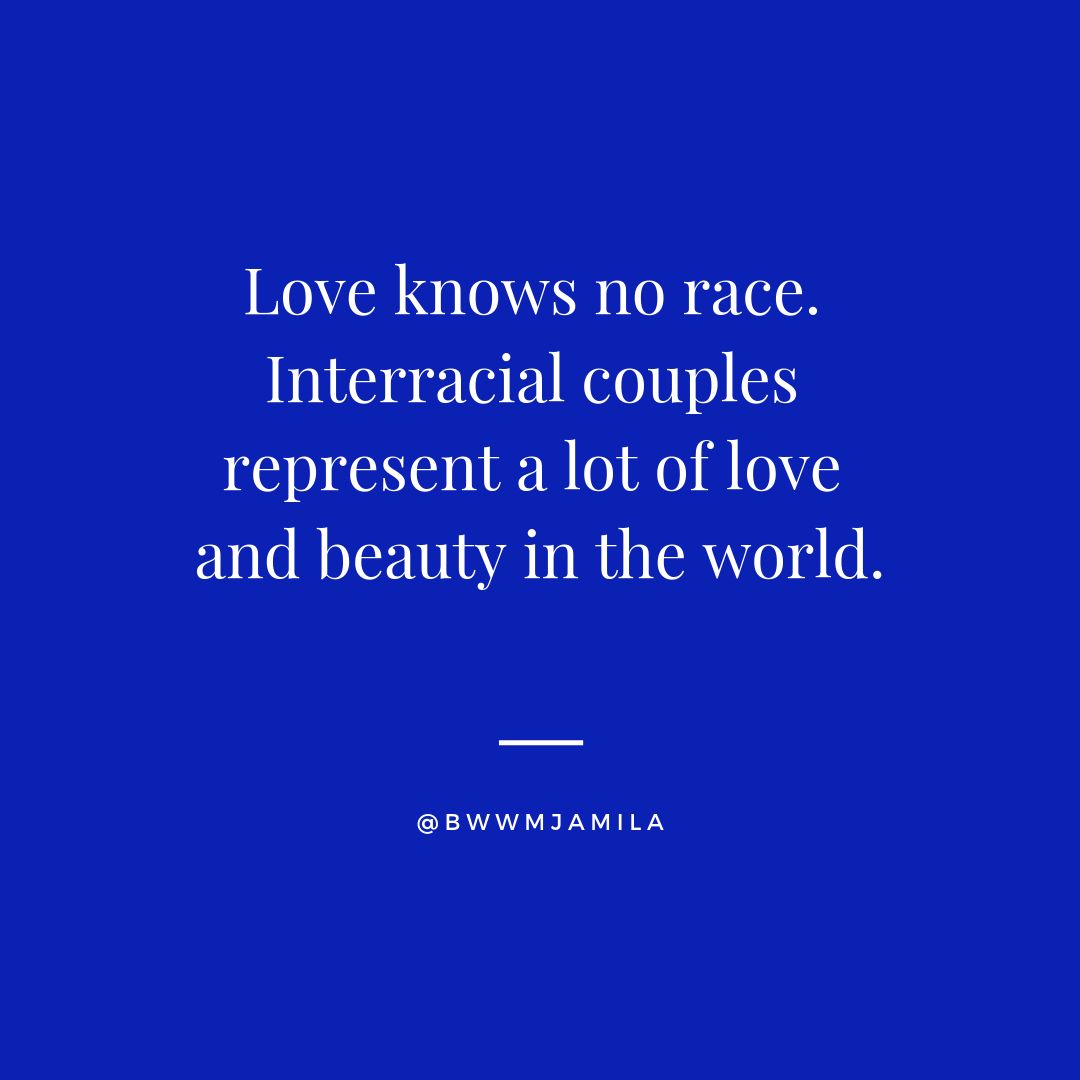 Love knows no race.
Interracial couples
represent a lot of love
and beauty in the world.
@BWWMJAMILA